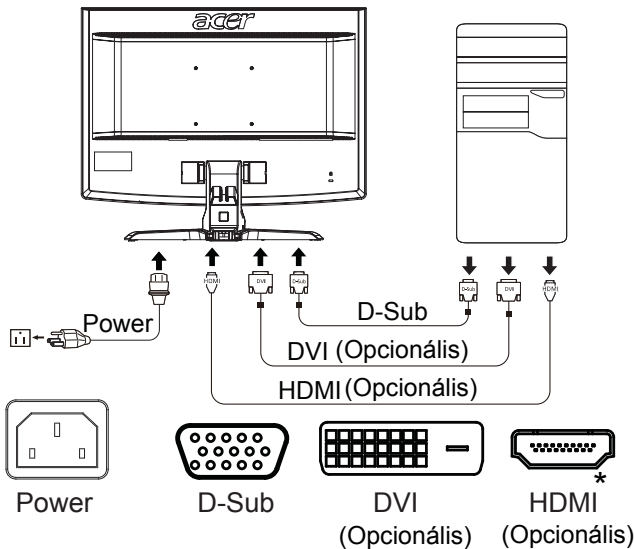 acer
HDMI
DVI
D-Sub
D-Sub
DVI
HDMI
Power
D-Sub
DVI (Opcionális)
HDMI(Opcionális)
Power
D-Sub
DVI
(Opcionális)
HDMI
*
(Opcionális)